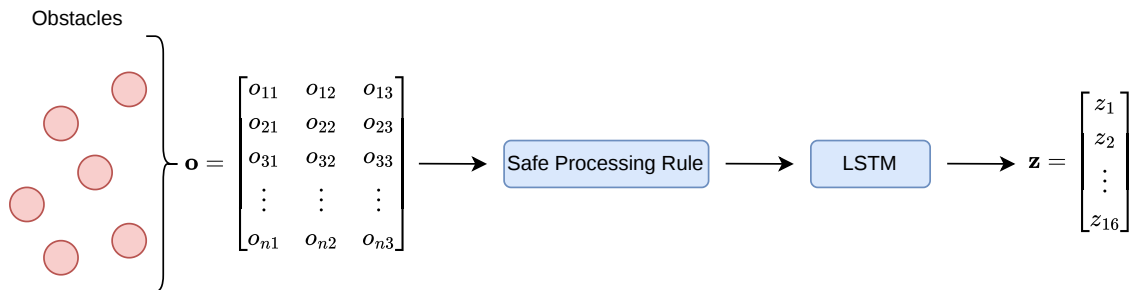 Obstacles
o = [o₁₁ o₁₂ o₁₃
o₂₁ o₂₂ o₂₃
o₃₁ o₃₂ o₃₃
⋮ ⋮ ⋮
oₙ₁ oₙ₂ oₙ₃]
Safe Processing Rule
LSTM
z = [z₁
z₂
⋮
z₁₆]